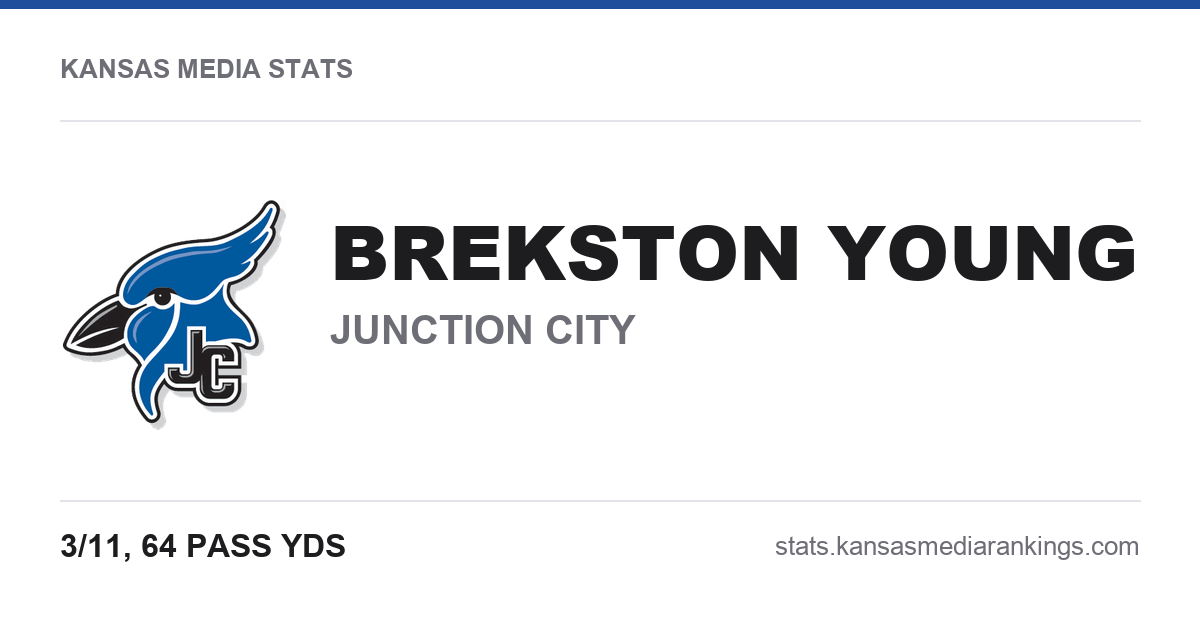 KANSAS MEDIA STATS
BREKSTON YOUNG
JUNCTION CITY
JC
3/11, 64 PASS YDS
stats.kansasmediarankings.com